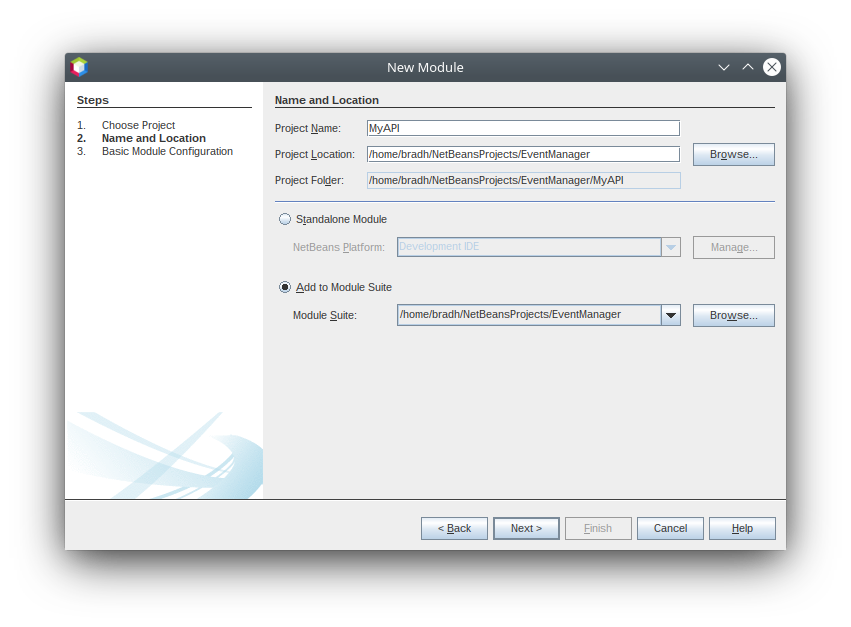 New Module
Steps
1. Choose Project
2. Name and Location
3. Basic Module Configuration
Name and Location
Project Name: MyAPI
Project Location: /home/bradh/NetBeansProjects/EventManager Browse...
Project Folder: /home/bradh/NetBeansProjects/EventManager/MyAPI
Standalone Module
NetBeans Platform: Development IDE Manage...
Add to Module Suite
Module Suite: /home/bradh/NetBeansProjects/EventManager Browse...
< Back Next > Finish Cancel Help